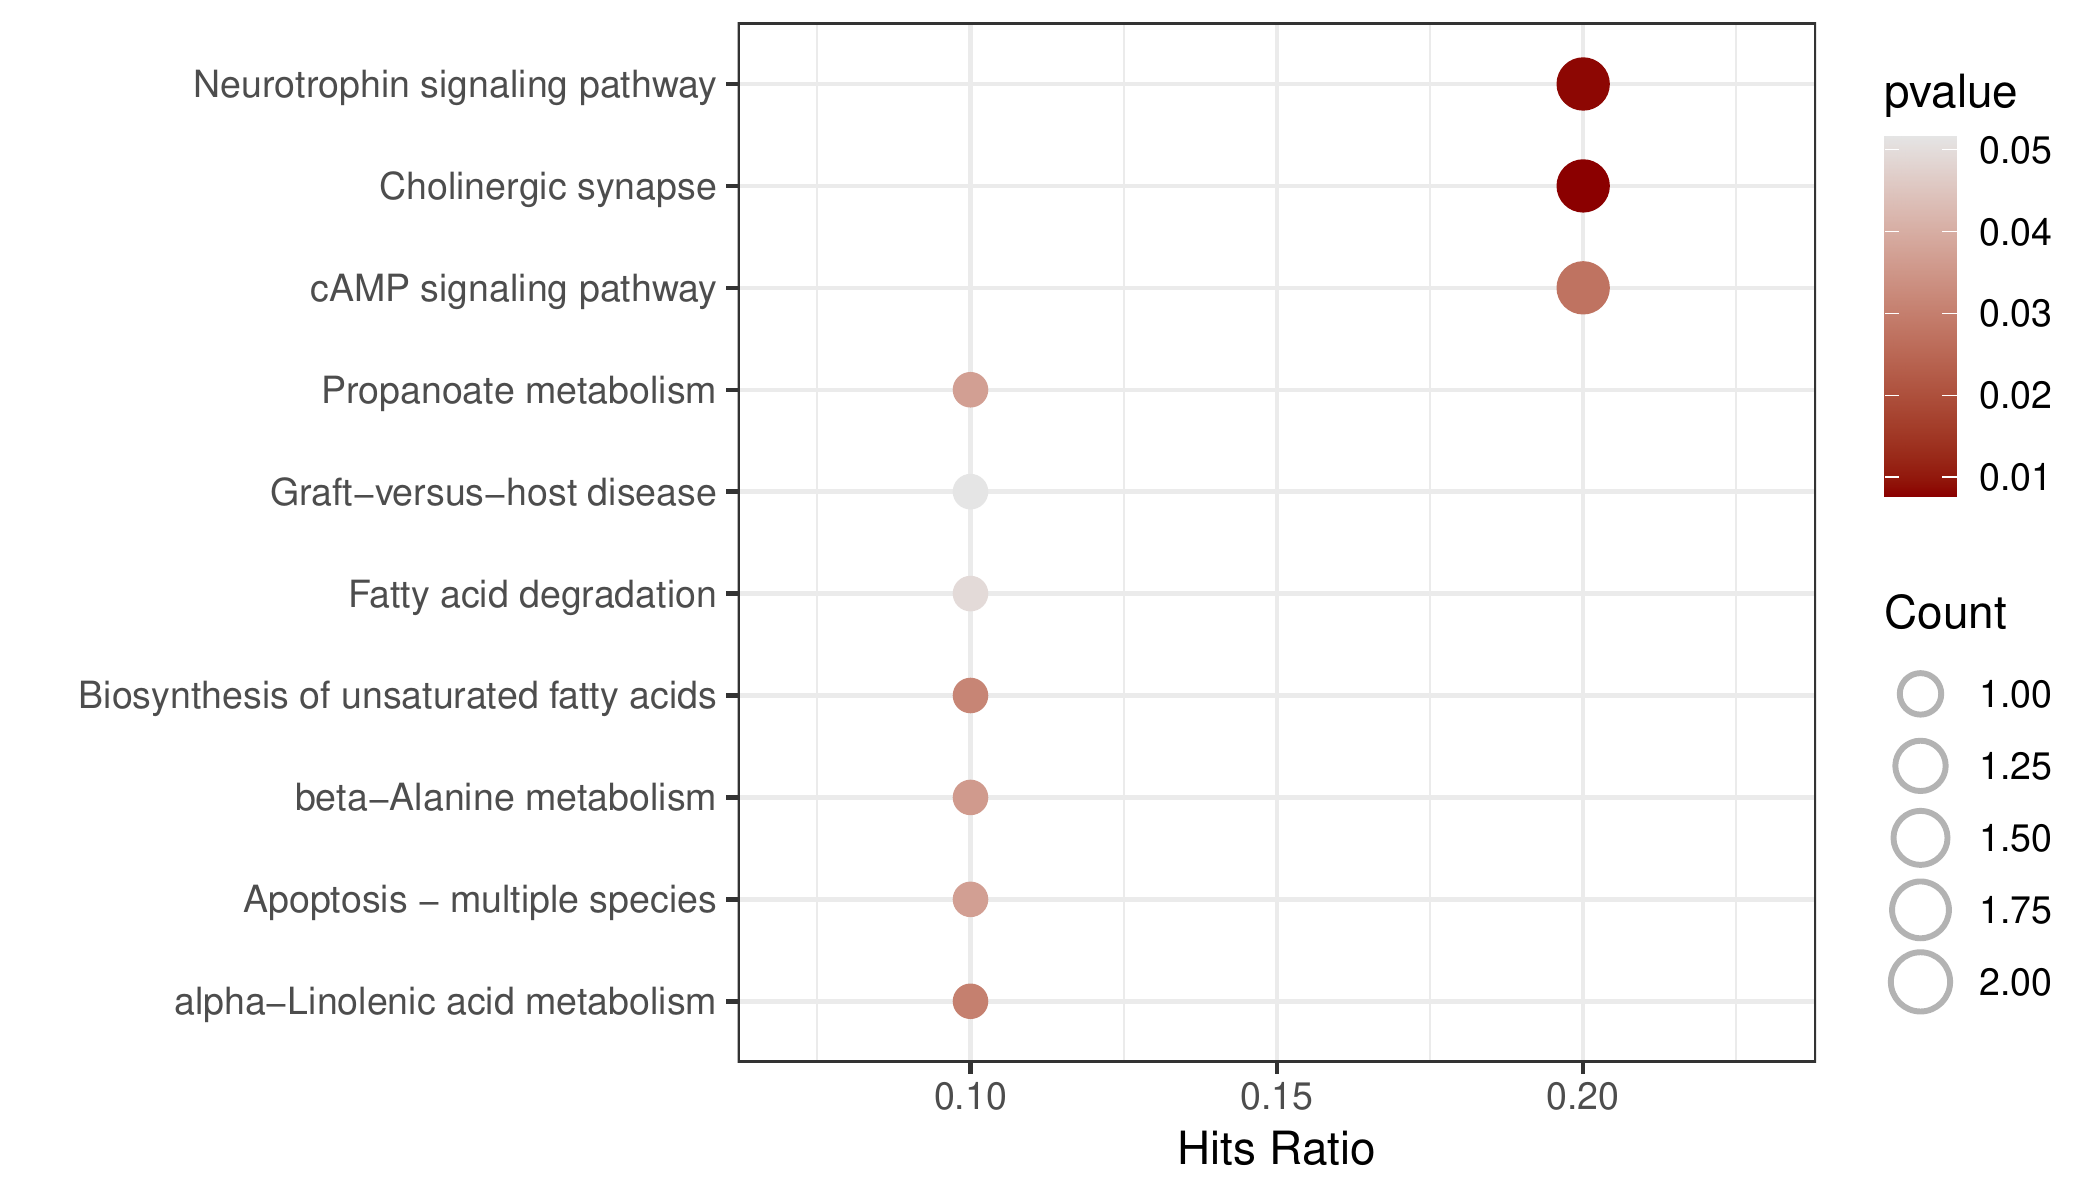 Neurotrophin signaling pathway
Cholinergic synapse
cAMP signaling pathway
Propanoate metabolism
Graft−versus−host disease
Fatty acid degradation
Biosynthesis of unsaturated fatty acids
beta−Alanine metabolism
Apoptosis − multiple species
alpha−Linolenic acid metabolism
0.10 0.15 0.20
Hits Ratio
pvalue
0.05
0.04
0.03
0.02
0.01
Count
1.00
1.25
1.50
1.75
2.00